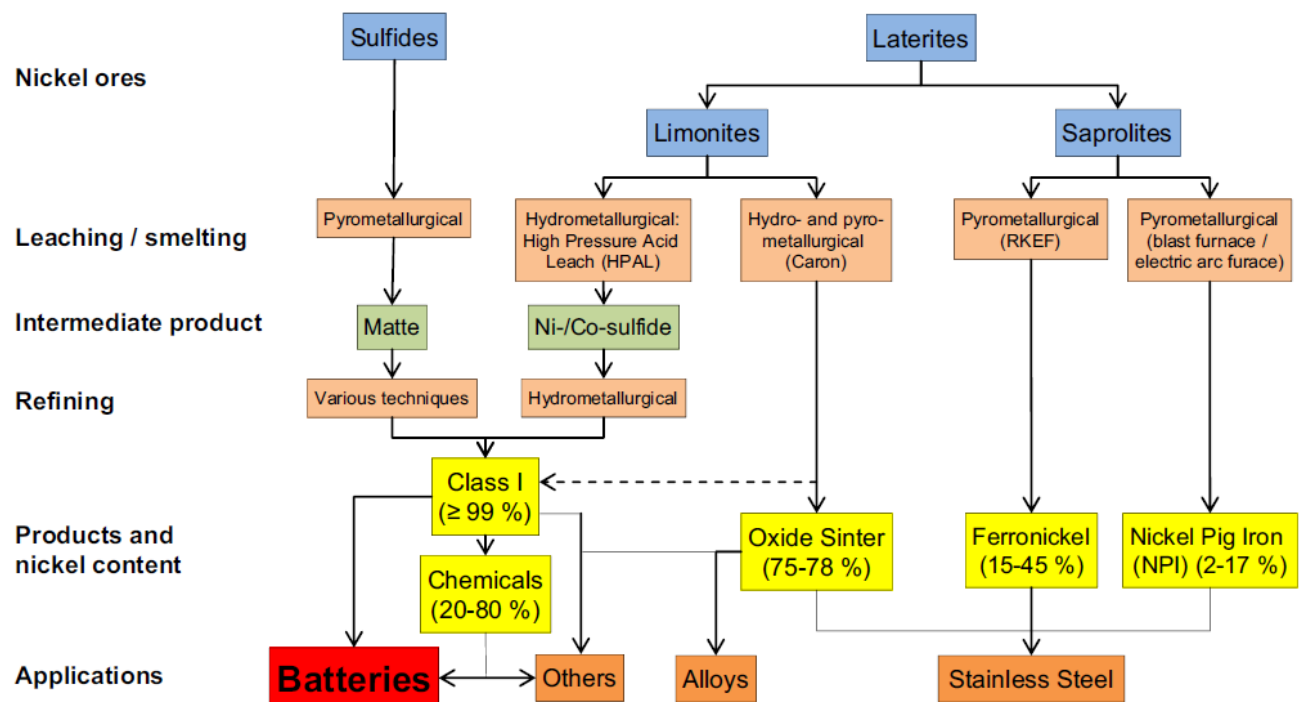 Sulfides
Laterites
Nickel ores
Limonites
Saprolites
Leaching / smelting
Pyrometallurgical
Hydrometallurgical:
High Pressure Acid
Leach (HPAL)
Hydro- and pyro-
metallurgical
(Caron)
Pyrometallurgical
(RKEF)
Pyrometallurgical
(blast furnace /
electric arc furace)
Intermediate product
Matte
Ni-/Co-sulfide
Refining
Various techniques
Hydrometallurgical
Class I
(≥ 99 %)
Products and
nickel content
Chemicals
(20-80 %)
Oxide Sinter
(75-78 %)
Ferronickel
(15-45 %)
Nickel Pig Iron
(NPI) (2-17 %)
Applications
Batteries
Others
Alloys
Stainless Steel